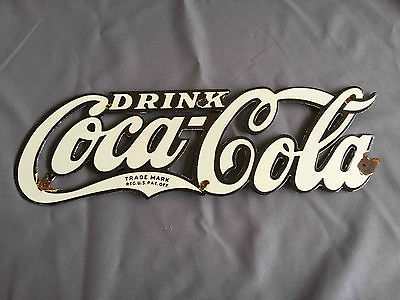 DRINK
Coca-Cola
TRADE MARK
REG. U.S. PAT. OFF.